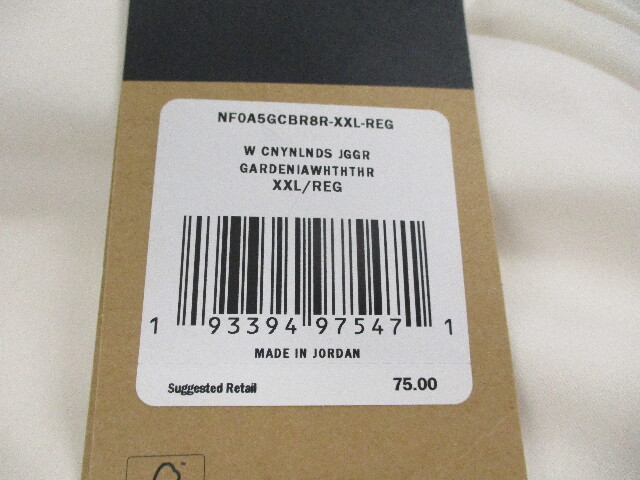 NF0A5GCBR8R-XXL-REG
W CNYNLNDS JGGR
GARDENIAWHTHTHR
XXL/REG
1 93394 97547 1
MADE IN JORDAN
Suggested Retail 75.00